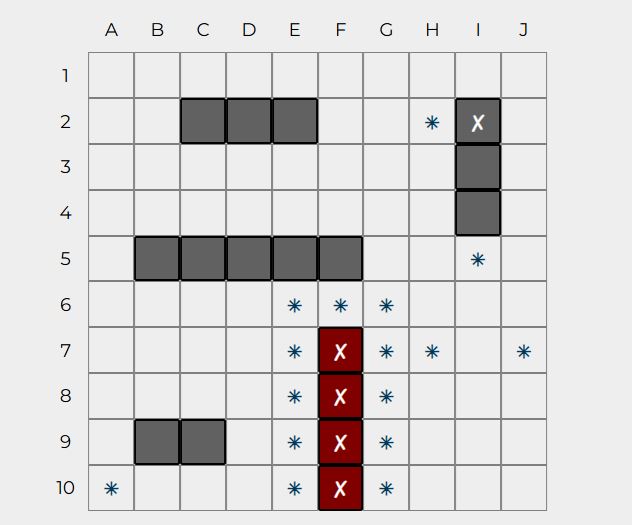 A B C D E F G H I J
1
2 * X
3
4
5 *
6 * * *
7 * X * * *
8 * X *
9 * X *
10 * * X *